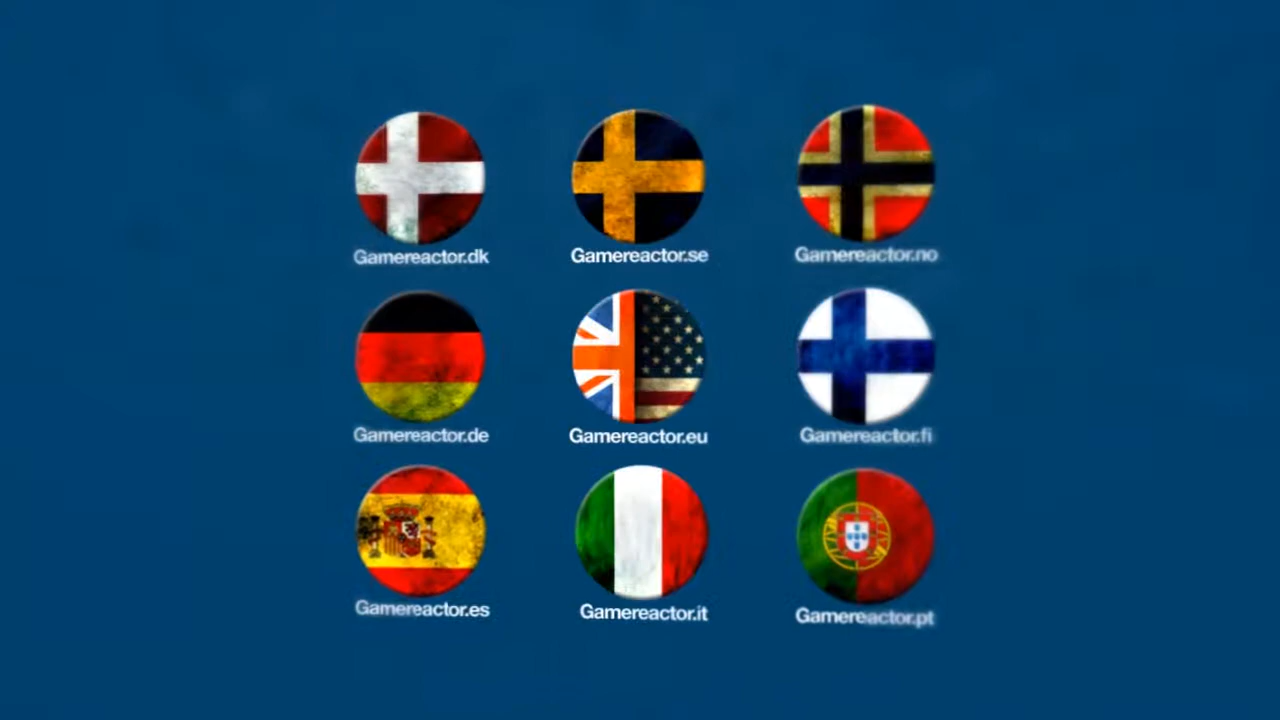 Gamereactor.dk
Gamereactor.se
Gamereactor.no
Gamereactor.de
Gamereactor.eu
Gamereactor.fi
Gamereactor.es
Gamereactor.it
Gamereactor.pt